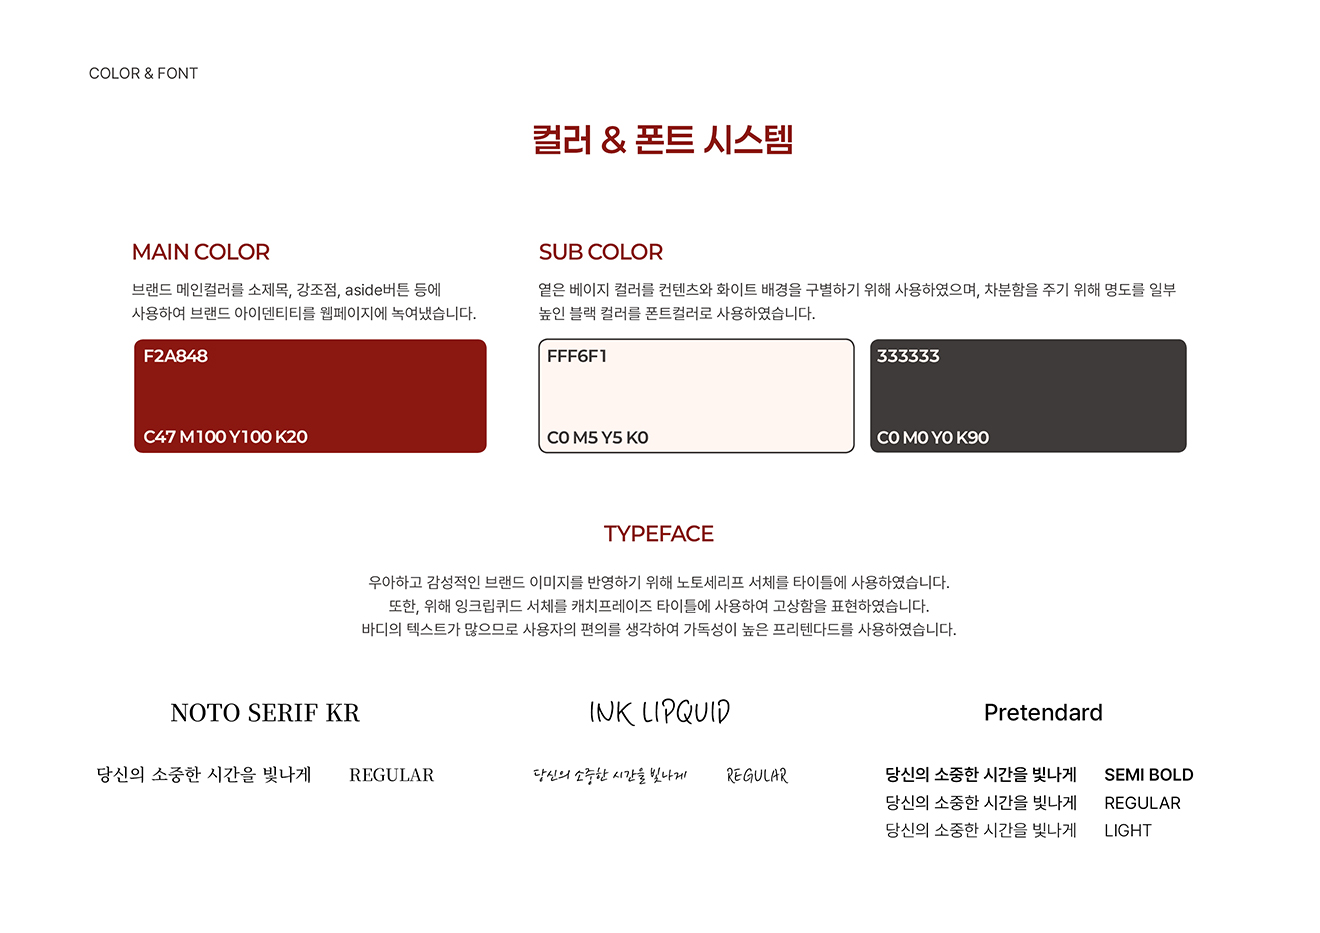 COLOR & FONT
컬러 & 폰트 시스템
MAIN COLOR
브랜드 메인컬러를 소제목, 강조점, aside버튼 등에
사용하여 브랜드 아이덴티티를 웹페이지에 녹여냈습니다.
F2A848
C47 M100 Y100 K20
SUB COLOR
옅은 베이지 컬러를 컨텐츠와 화이트 배경을 구별하기 위해 사용하였으며, 차분함을 주기 위해 명도를 일부
높인 블랙 컬러를 폰트컬러로 사용하였습니다.
FFF6F1
C0 M5 Y5 K0
333333
C0 M0 Y0 K90
TYPEFACE
우아하고 감성적인 브랜드 이미지를 반영하기 위해 노토세리프 서체를 타이틀에 사용하였습니다.
또한, 위해 잉크립퀴드 서체를 캐치프레이즈 타이틀에 사용하여 고상함을 표현하였습니다.
바디의 텍스트가 많으므로 사용자의 편의를 생각하여 가독성이 높은 프리텐다드를 사용하였습니다.
NOTO SERIF KR
당신의 소중한 시간을 빛나게 REGULAR
INK LIPQUID
당신의 소중한 시간을 빛나게 REGULAR
Pretendard
당신의 소중한 시간을 빛나게 SEMI BOLD
당신의 소중한 시간을 빛나게 REGULAR
당신의 소중한 시간을 빛나게 LIGHT